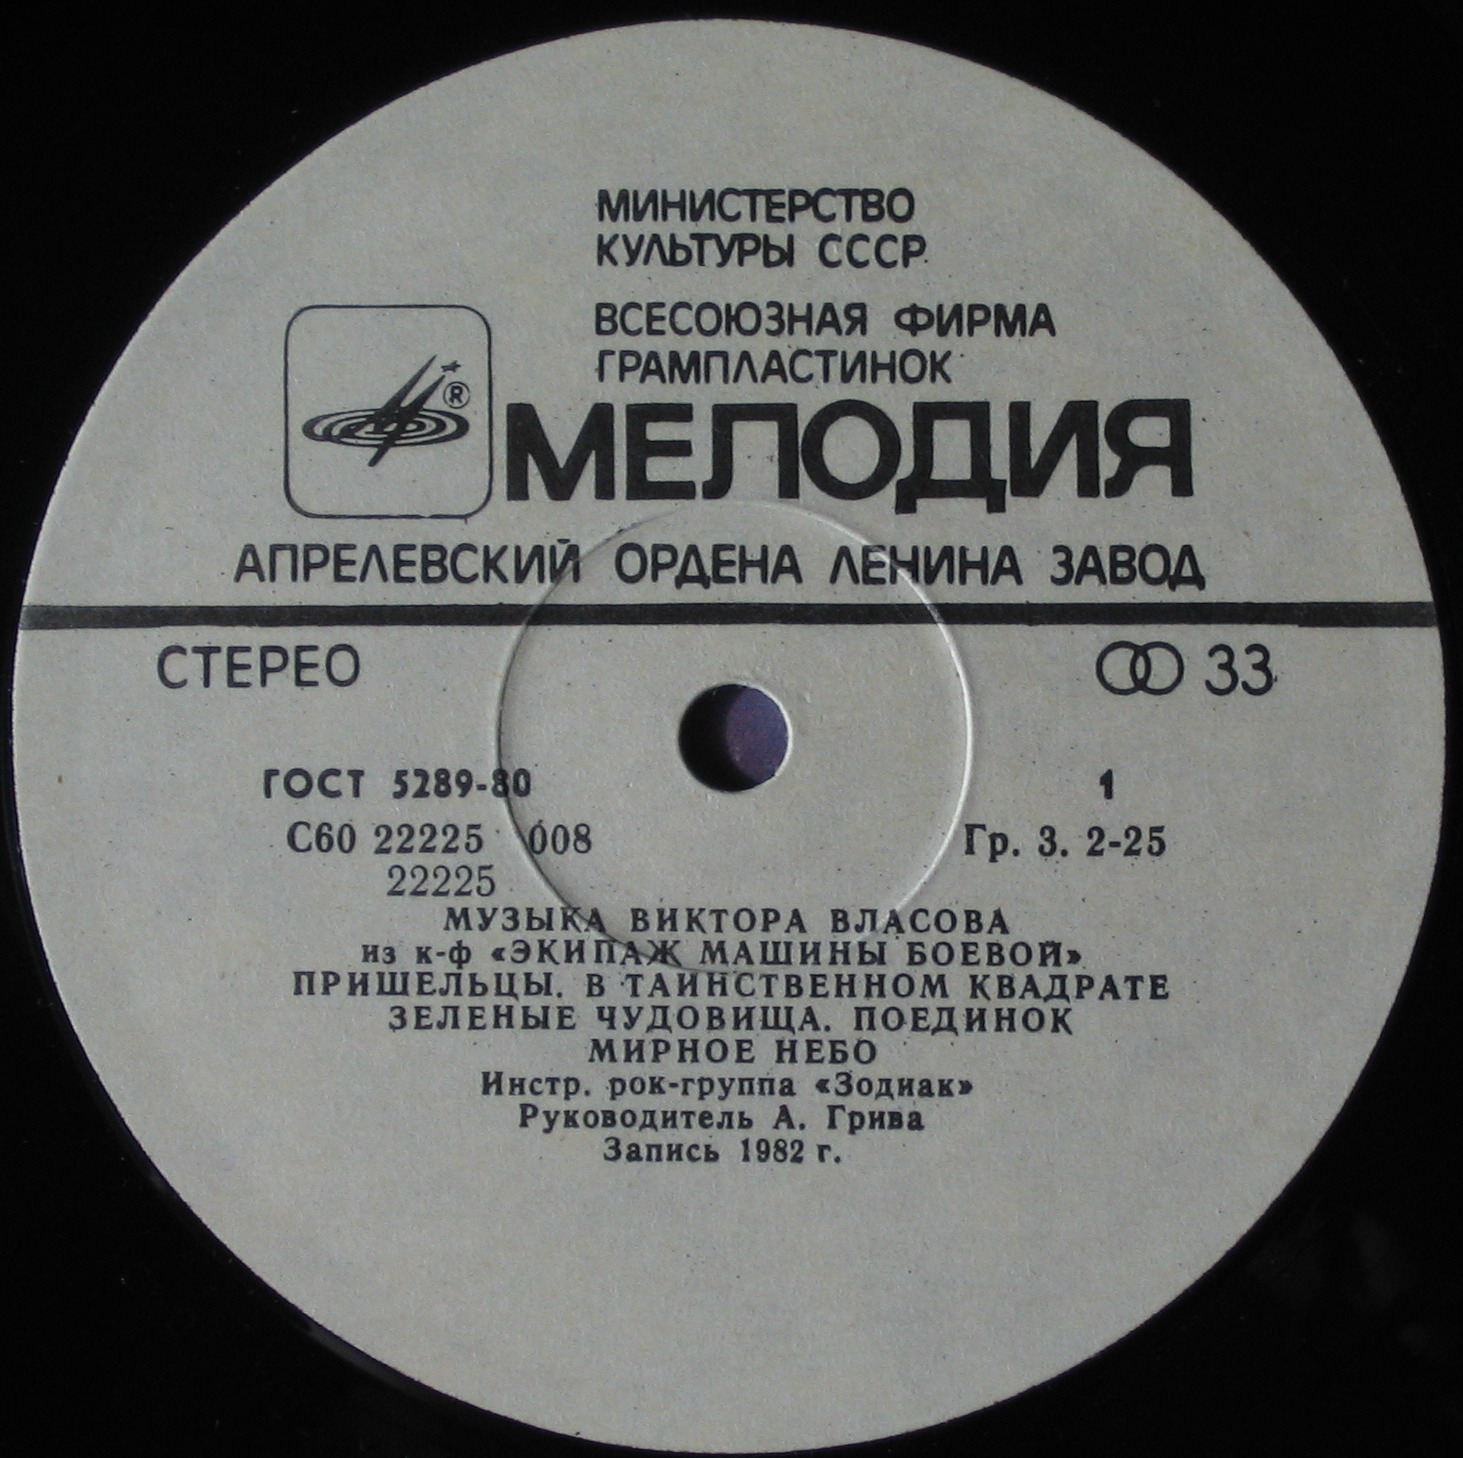 МИНИСТЕРСТВО
КУЛЬТУРЫ СССР
ВСЕСОЮЗНАЯ ФИРМА
ГРАМПЛАСТИНОК
®
МЕЛОДИЯ
АПРЕЛЕВСКИЙ ОРДЕНА ЛЕНИНА ЗАВОД
СТЕРЕО 33
ГОСТ 5289-80 1
С60 22225 008 Гр. 3. 2-25
22225
МУЗЫКА ВИКТОРА ВЛАСОВА
из к-ф «ЭКИПАЖ МАШИНЫ БОЕВОЙ»
ПРИШЕЛЬЦЫ. В ТАИНСТВЕННОМ КВАДРАТЕ
ЗЕЛЕНЫЕ ЧУДОВИЩА. ПОЕДИНОК
МИРНОЕ НЕБО
Инстр. рок-группа «Зодиак»
Руководитель А. Грива
Запись 1982 г.